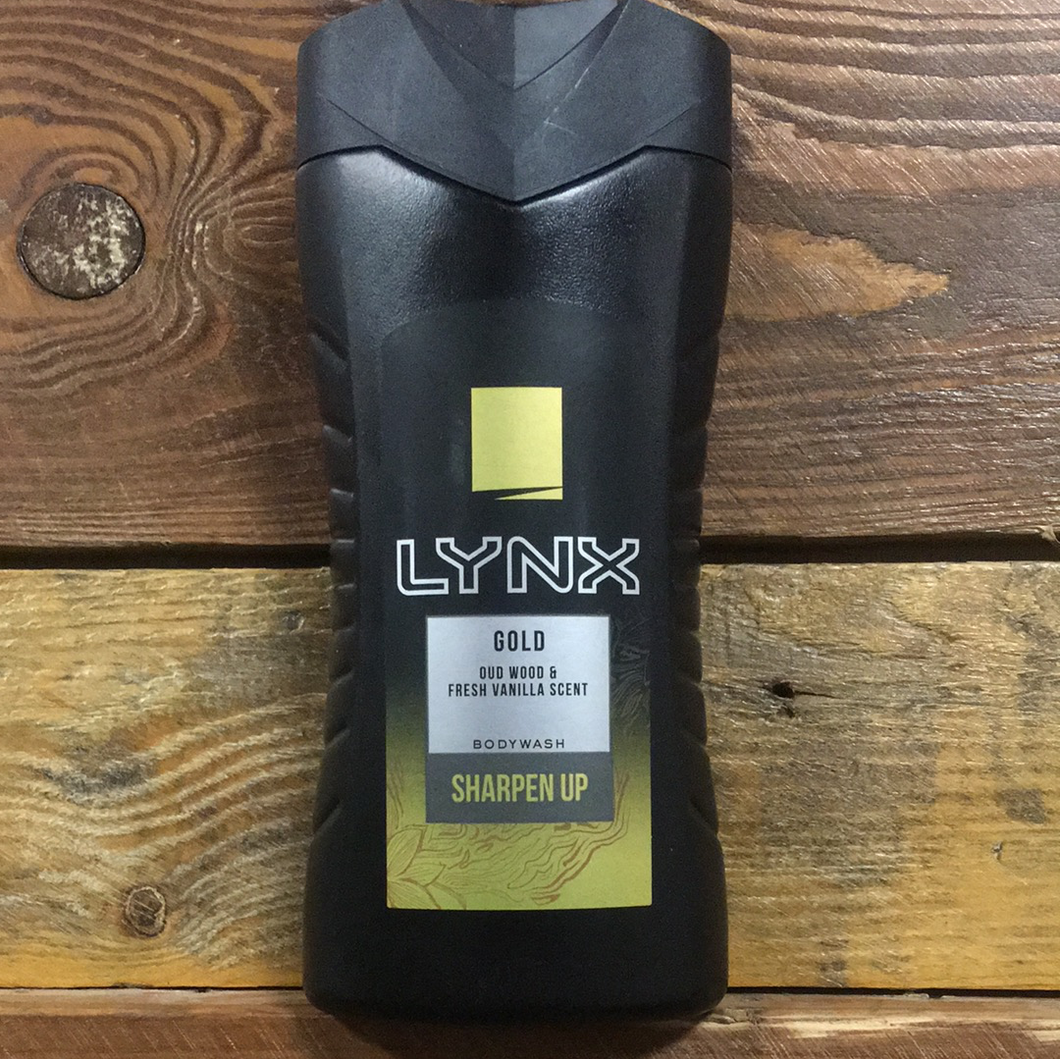 LYNX
GOLD
OUD WOOD &
FRESH VANILLA SCENT
BODYWASH
SHARPEN UP